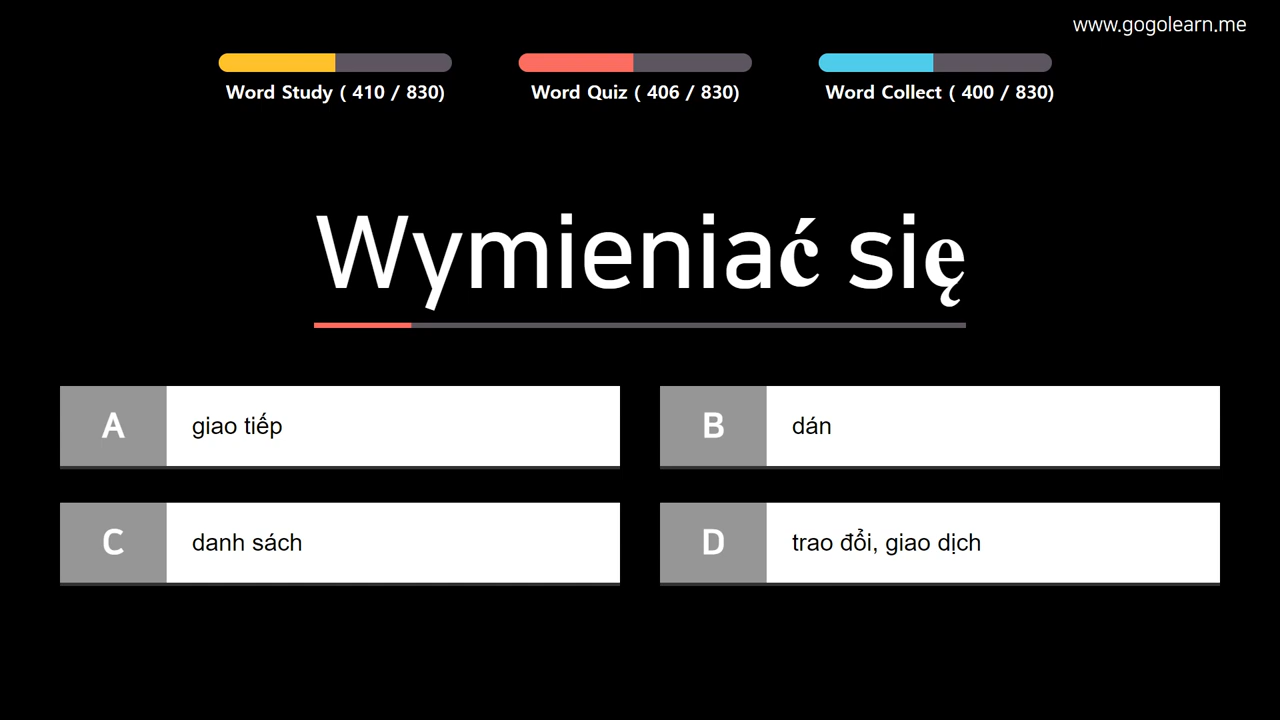 www.gogolearn.me
Word Study ( 410 / 830)
Word Quiz ( 406 / 830)
Word Collect ( 400 / 830)
Wymieniać się
A
giao tiếp
B
dán
C
danh sách
D
trao đổi, giao dịch